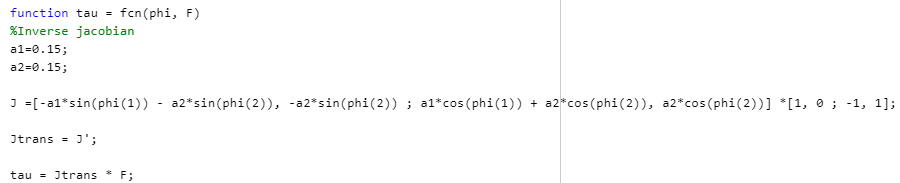 function tau = fcn(phi, F)
%Inverse jacobian
a1=0.15;
a2=0.15;
J =[-a1*sin(phi(1)) - a2*sin(phi(2)), -a2*sin(phi(2)) ; a1*cos(phi(1)) + a2*cos(phi(2)), a2*cos(phi(2))] *[1, 0 ; -1, 1];
Jtrans = J';
tau = Jtrans * F;